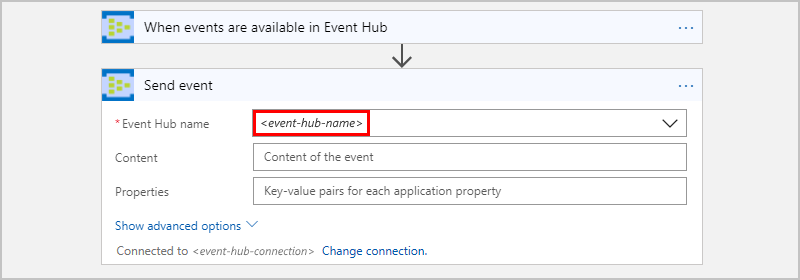 When events are available in Event Hub
Send event
* Event Hub name <event-hub-name>
Content Content of the event
Properties Key-value pairs for each application property
Show advanced options
Connected to <event-hub-connection> Change connection.